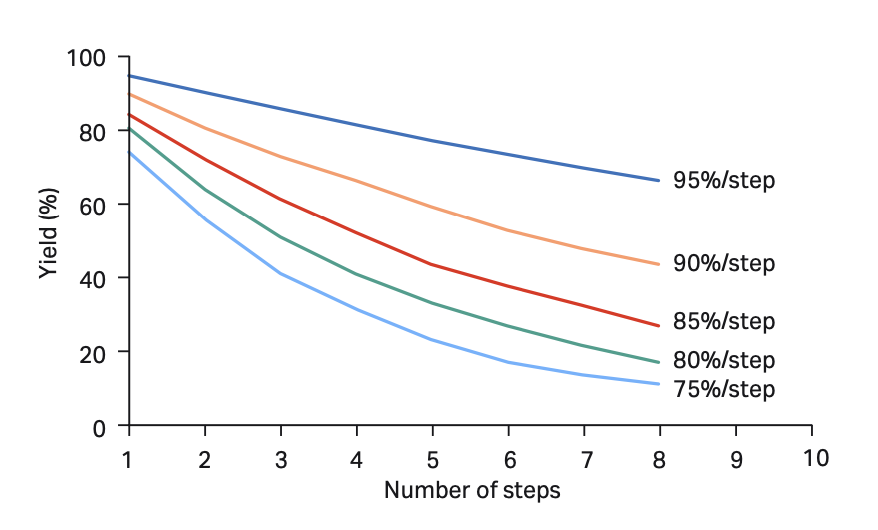 100
80
60
40
20
0
Yield (%)
1 2 3 4 5 6 7 8 9 10
Number of steps
95%/step
90%/step
85%/step
80%/step
75%/step